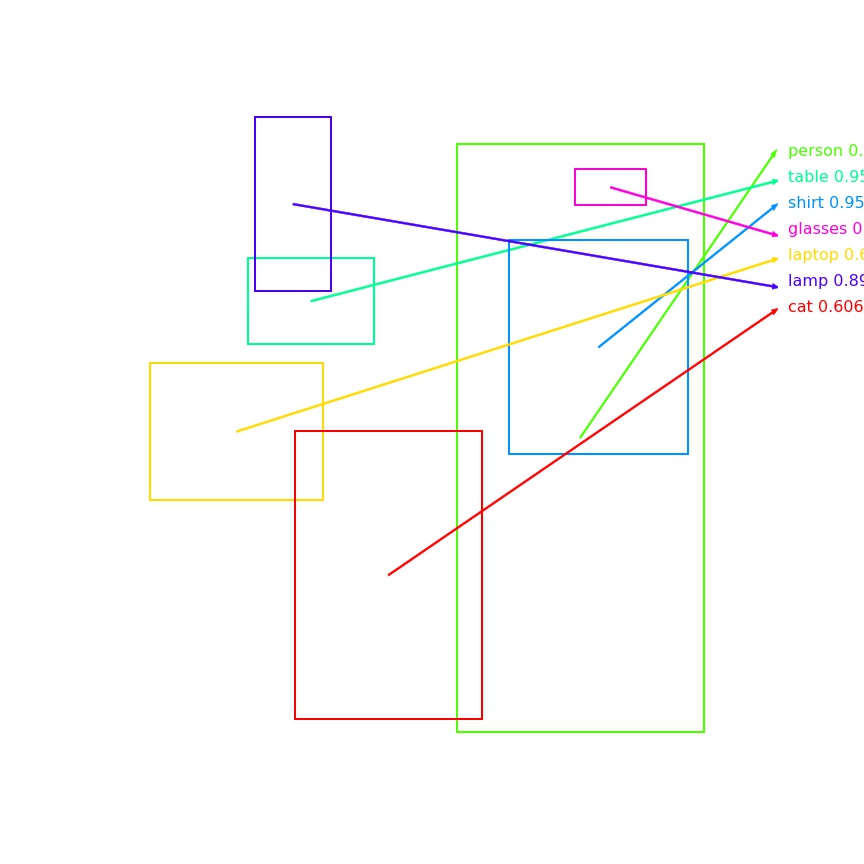 person 0.
table 0.95
shirt 0.95
glasses 0
laptop 0.6
lamp 0.89
cat 0.606